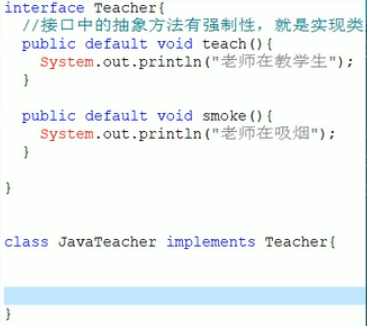 interface Teacher{
//接口中的抽象方法有强制性，就是实现类
public default void teach(){
System.out.println("老师在教学生");
}
public default void smoke(){
System.out.println("老师在吸烟");
}
}
class JavaTeacher implements Teacher{
}